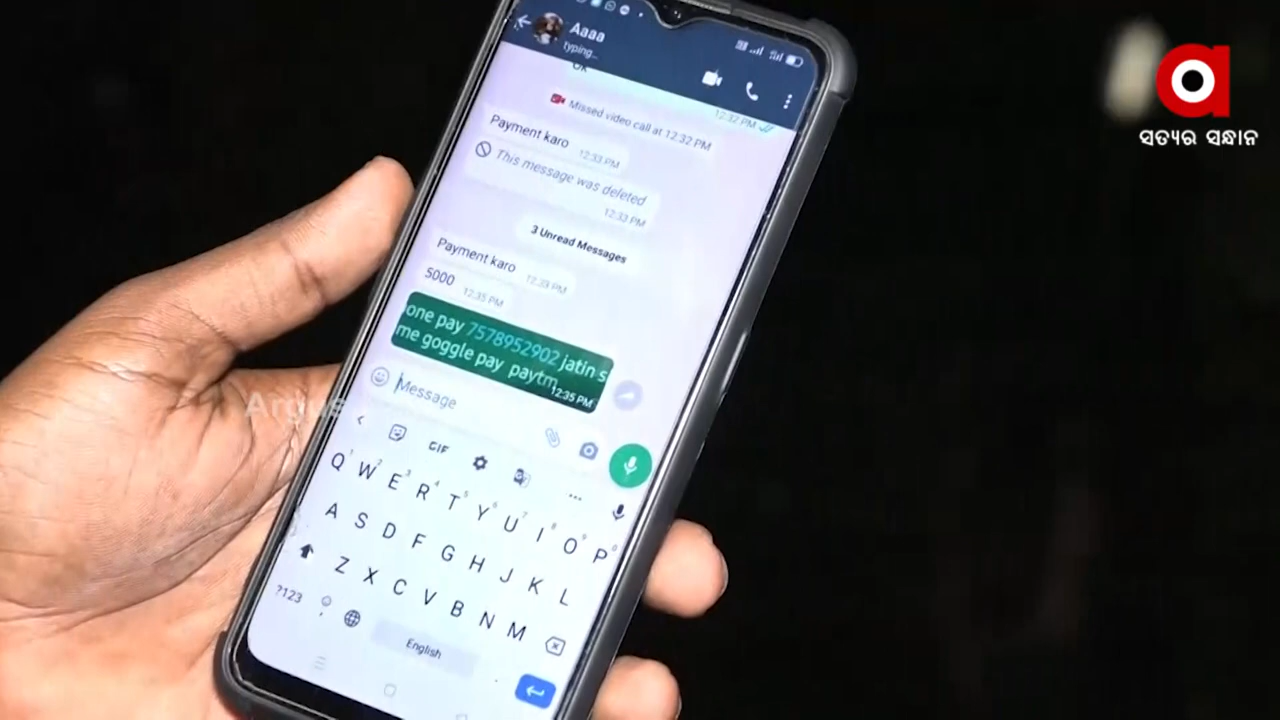 Aaaa
typing...
OK
12:32 PM
Missed video call at 12:32 PM
Payment karo 12:33 PM
This message was deleted
12:33 PM
3 Unread Messages
Payment karo 12:33 PM
5000 12:35 PM
one pay 7578952902 jatin s
me goggle pay paytm
12:35 PM
Message
GIF
Q W E R T Y U I O P
A S D F G H J K L
Z X C V B N M
?123
English
ସତ୍ୟର ସନ୍ଧାନ
Argus